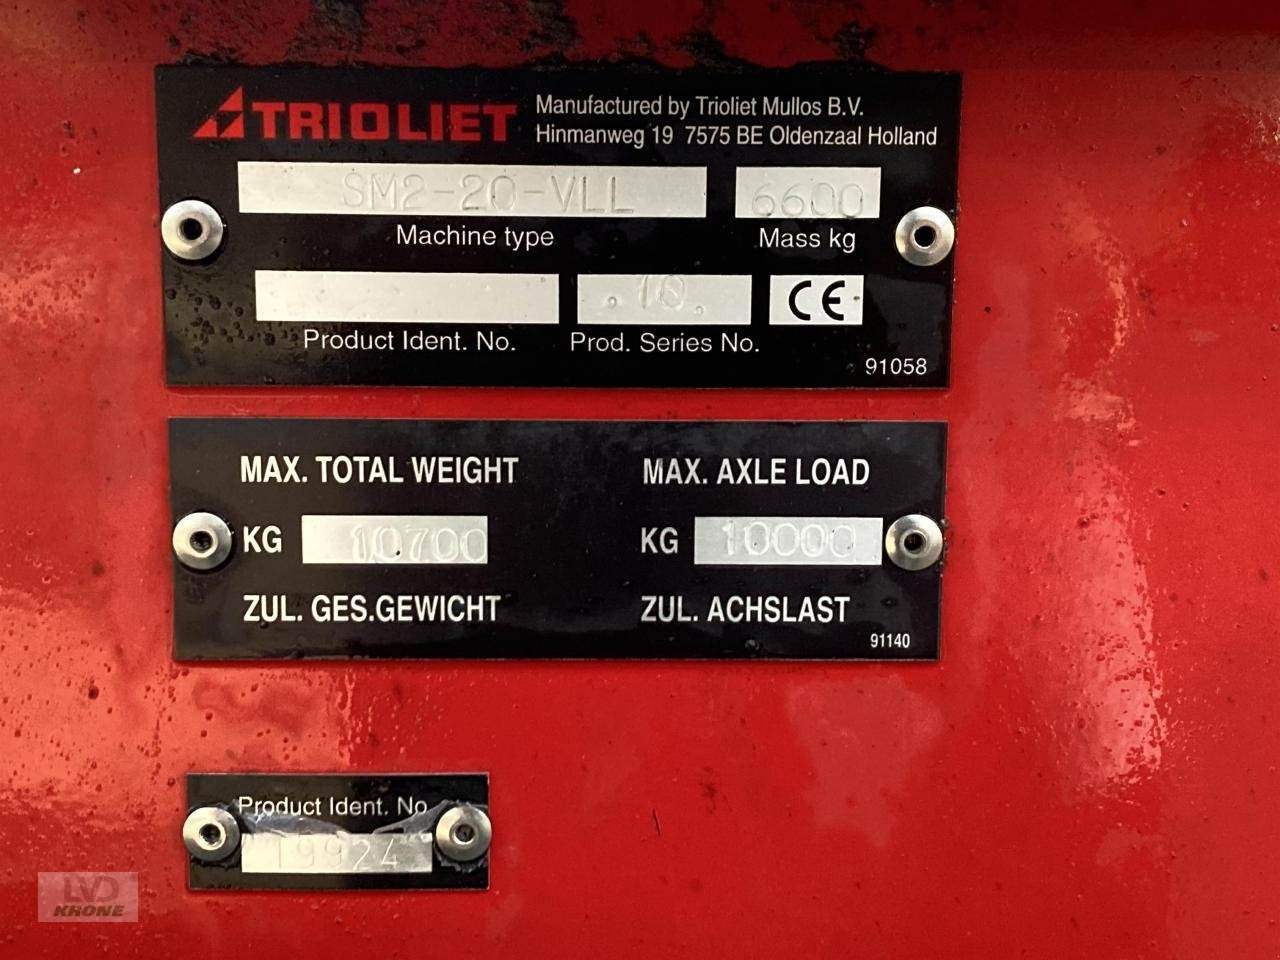 TRIOLIET
Manufactured by Trioliet Mullos B.V.
Hinmanweg 19 7575 BE Oldenzaal Holland
SM2-20-VLL 6600
Machine type Mass kg
.10. CE
Product Ident. No. Prod. Series No.
91058
MAX. TOTAL WEIGHT MAX. AXLE LOAD
KG 10700 KG 10000
ZUL. GES.GEWICHT ZUL. ACHSLAST
91140
Product Ident. No.
19924
LVD
KRONE